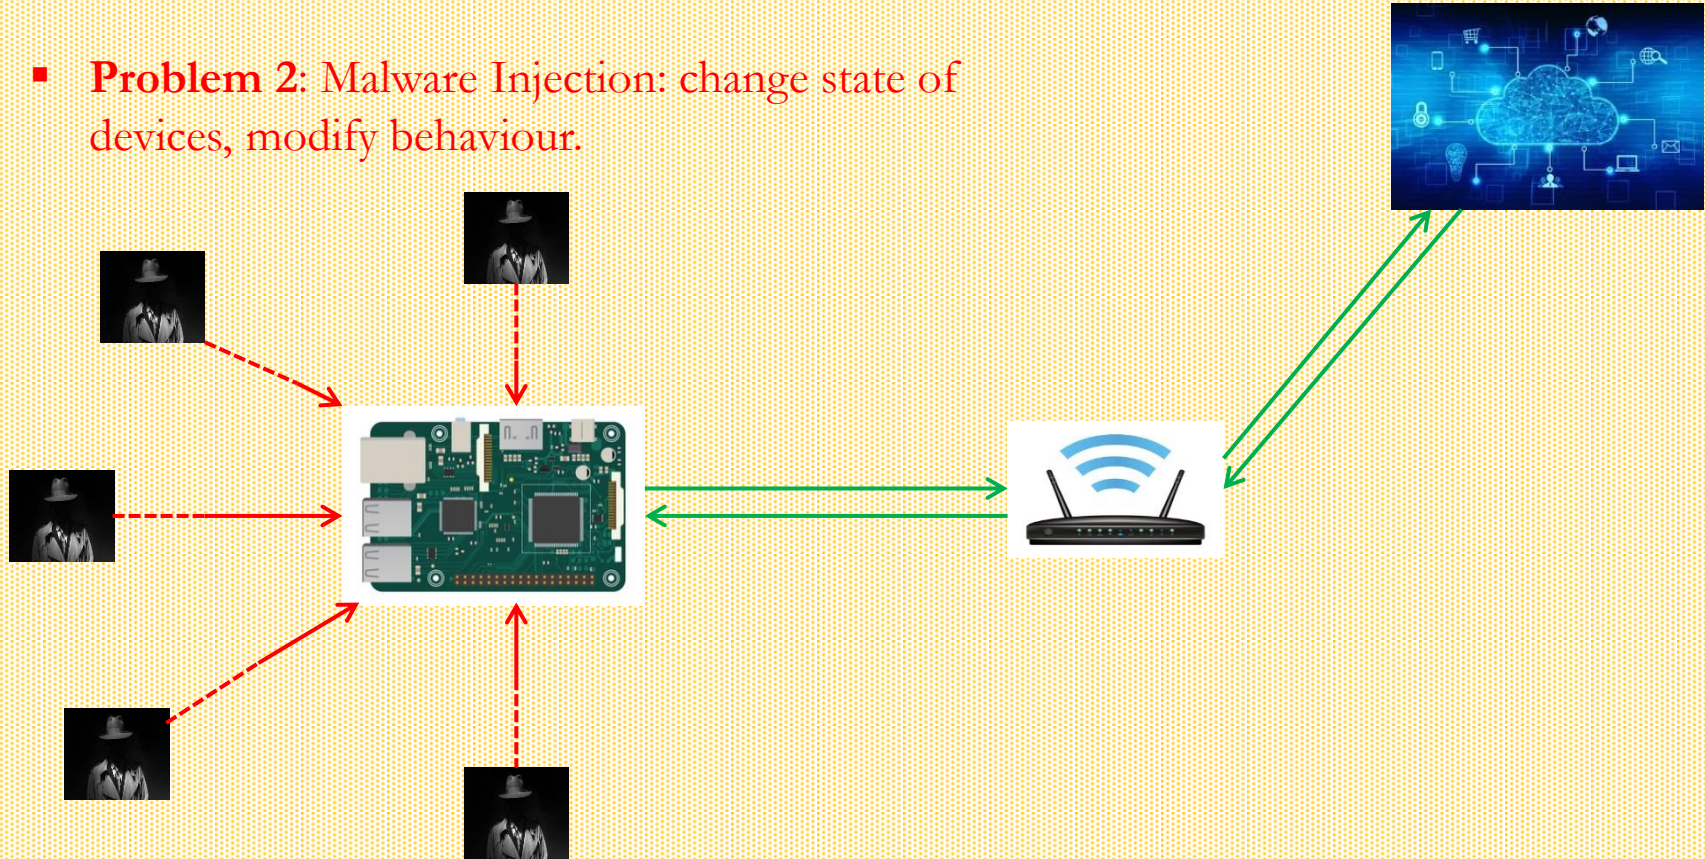 ▪ Problem 2: Malware Injection: change state of
devices, modify behaviour.